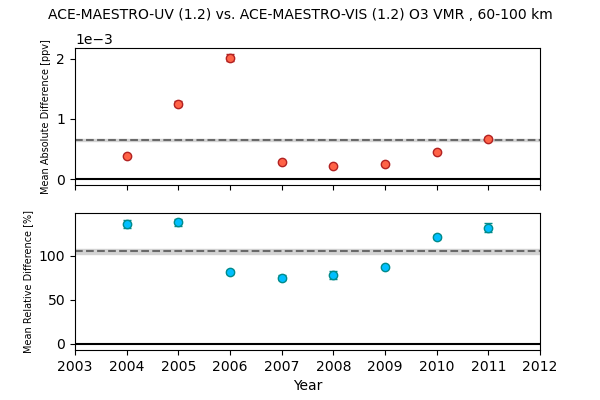 ACE-MAESTRO-UV (1.2) vs. ACE-MAESTRO-VIS (1.2) O3 VMR , 60-100 km
1e−3
Mean Absolute Difference [ppv]
2
1
0
Mean Relative Difference [%]
100
50
0
2003 2004 2005 2006 2007 2008 2009 2010 2011 2012
Year